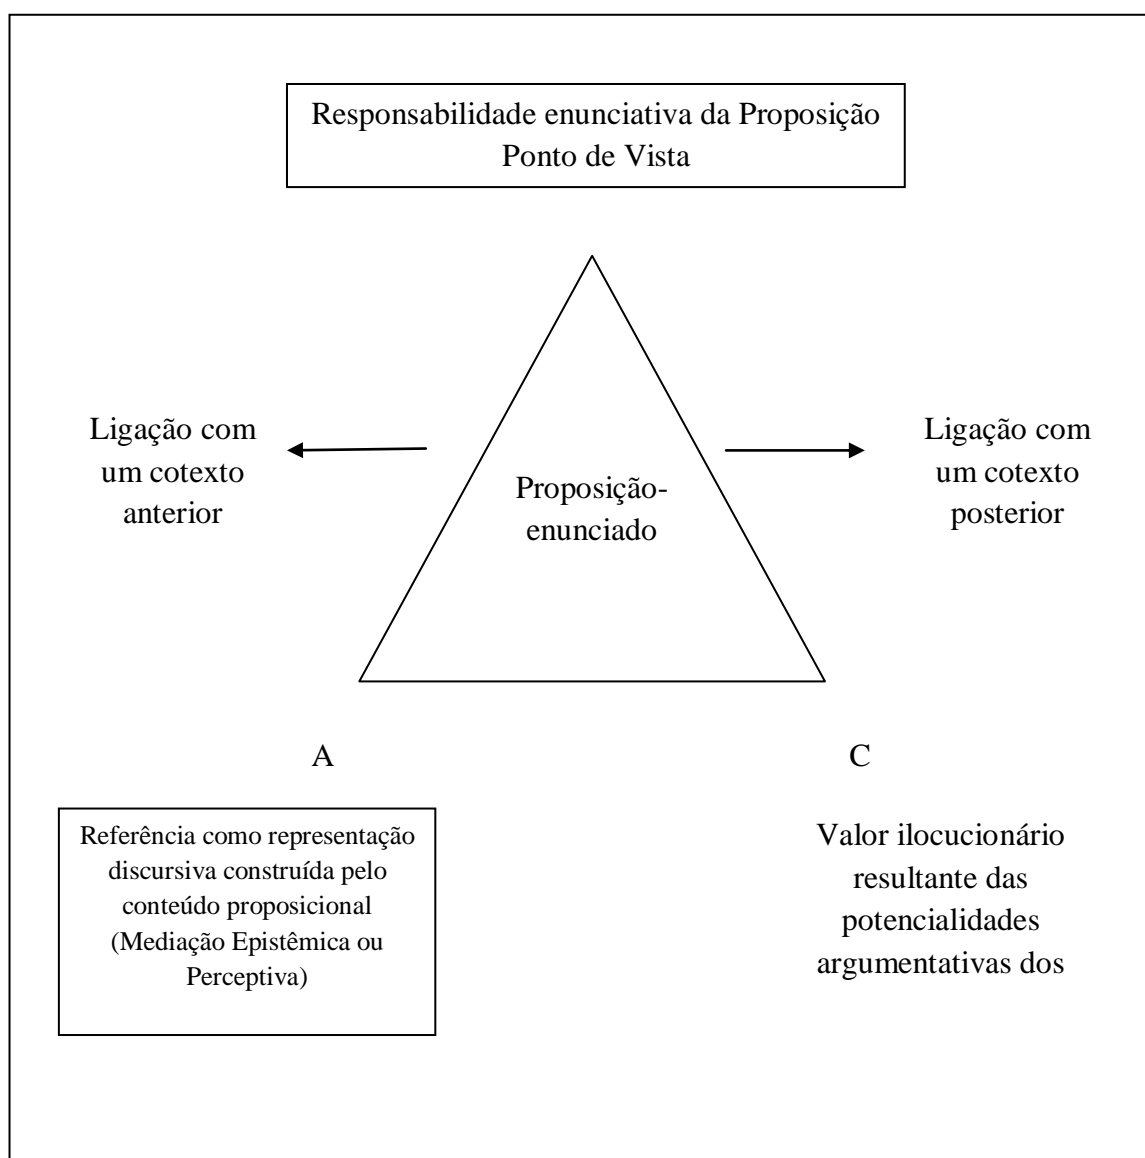 Responsabilidade enunciativa da Proposição
Ponto de Vista
Ligação com
um cotexto
anterior
Proposição-
enunciado
Ligação com
um cotexto
posterior
A
C
Referência como representação
discursiva construída pelo
conteúdo proposicional
(Mediação Epistêmica ou
Perceptiva)
Valor ilocucionário
resultante das
potencialidades
argumentativas dos